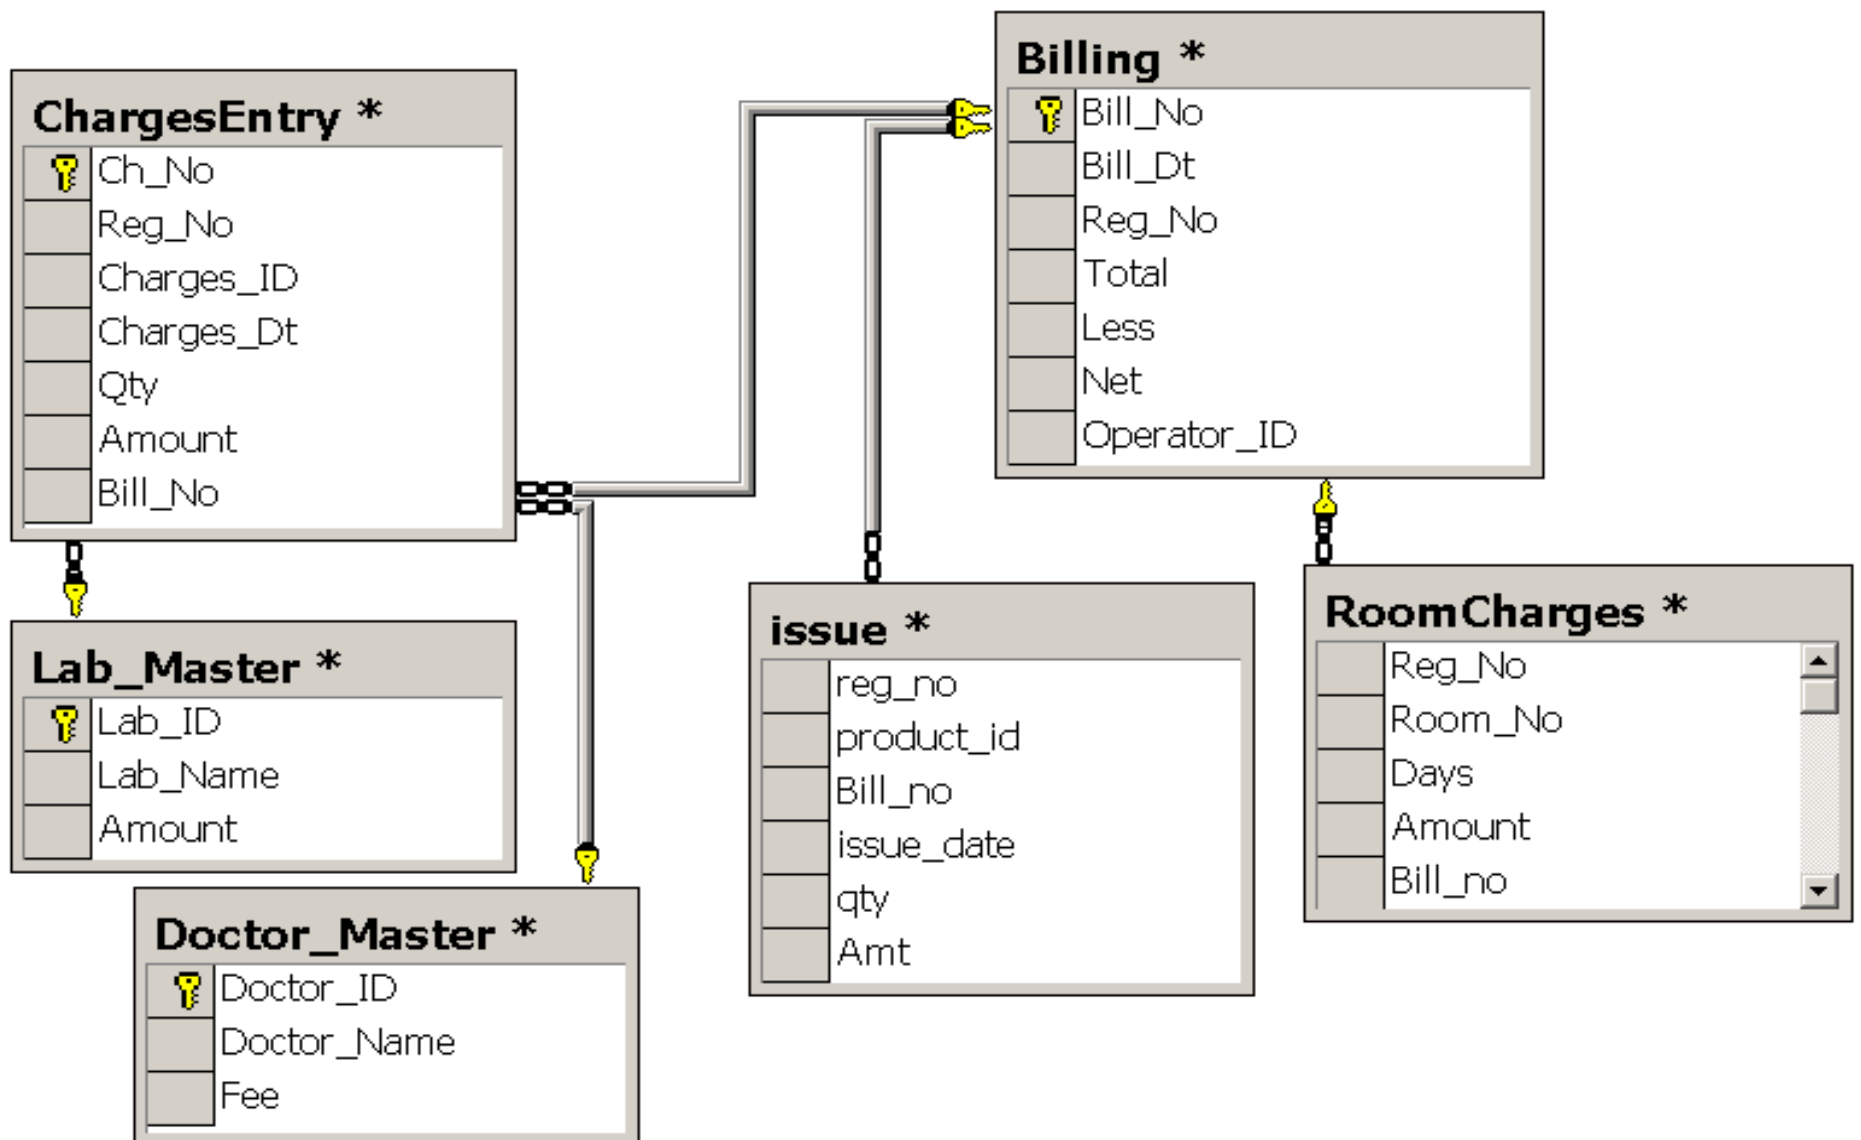 ChargesEntry *
Ch_No
Reg_No
Charges_ID
Charges_Dt
Qty
Amount
Bill_No
Billing *
Bill_No
Bill_Dt
Reg_No
Total
Less
Net
Operator_ID
Lab_Master *
Lab_ID
Lab_Name
Amount
Doctor_Master *
Doctor_ID
Doctor_Name
Fee
issue *
reg_no
product_id
Bill_no
issue_date
qty
Amt
RoomCharges *
Reg_No
Room_No
Days
Amount
Bill_no